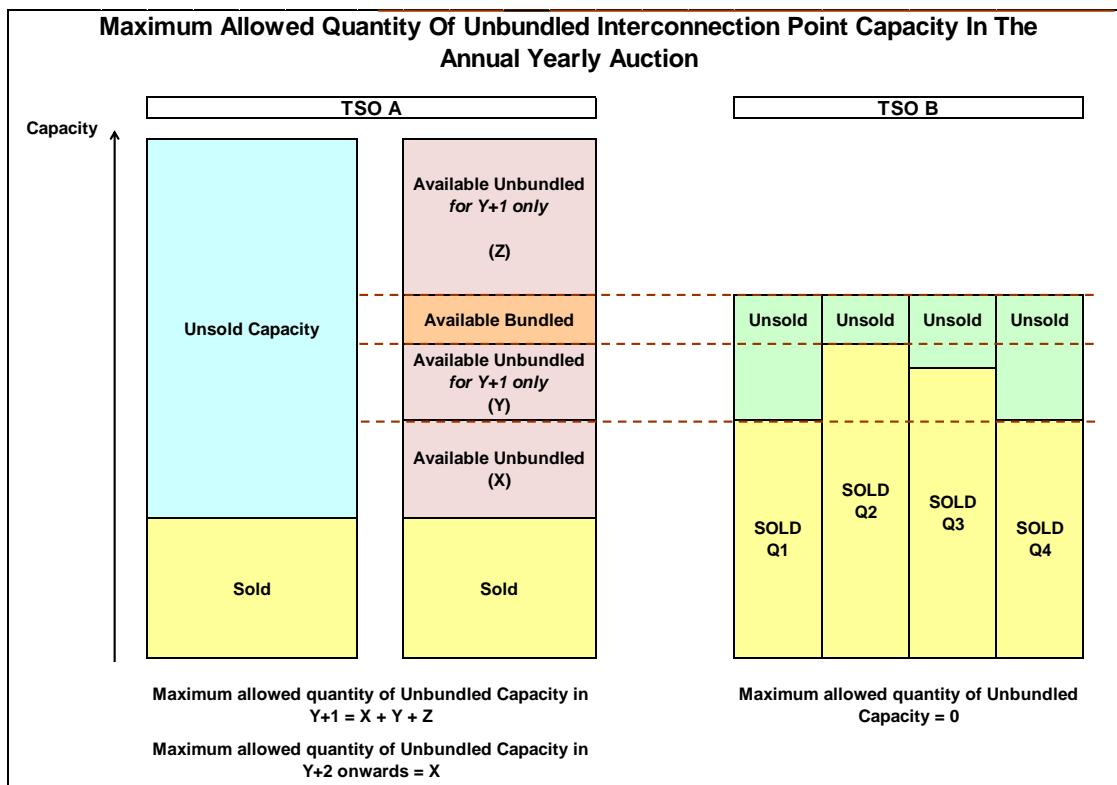 Maximum Allowed Quantity Of Unbundled Interconnection Point Capacity In The
Annual Yearly Auction
TSO A
TSO B
Capacity
Unsold Capacity
Sold
Available Unbundled
for Y+1 only
(Z)
Available Bundled
Available Unbundled
for Y+1 only
(Y)
Available Unbundled
(X)
Sold
Unsold
Unsold
Unsold
Unsold
SOLD
Q1
SOLD
Q2
SOLD
Q3
SOLD
Q4
Maximum allowed quantity of Unbundled Capacity in
Y+1 = X + Y + Z
Maximum allowed quantity of Unbundled Capacity in
Y+2 onwards = X
Maximum allowed quantity of Unbundled
Capacity = 0